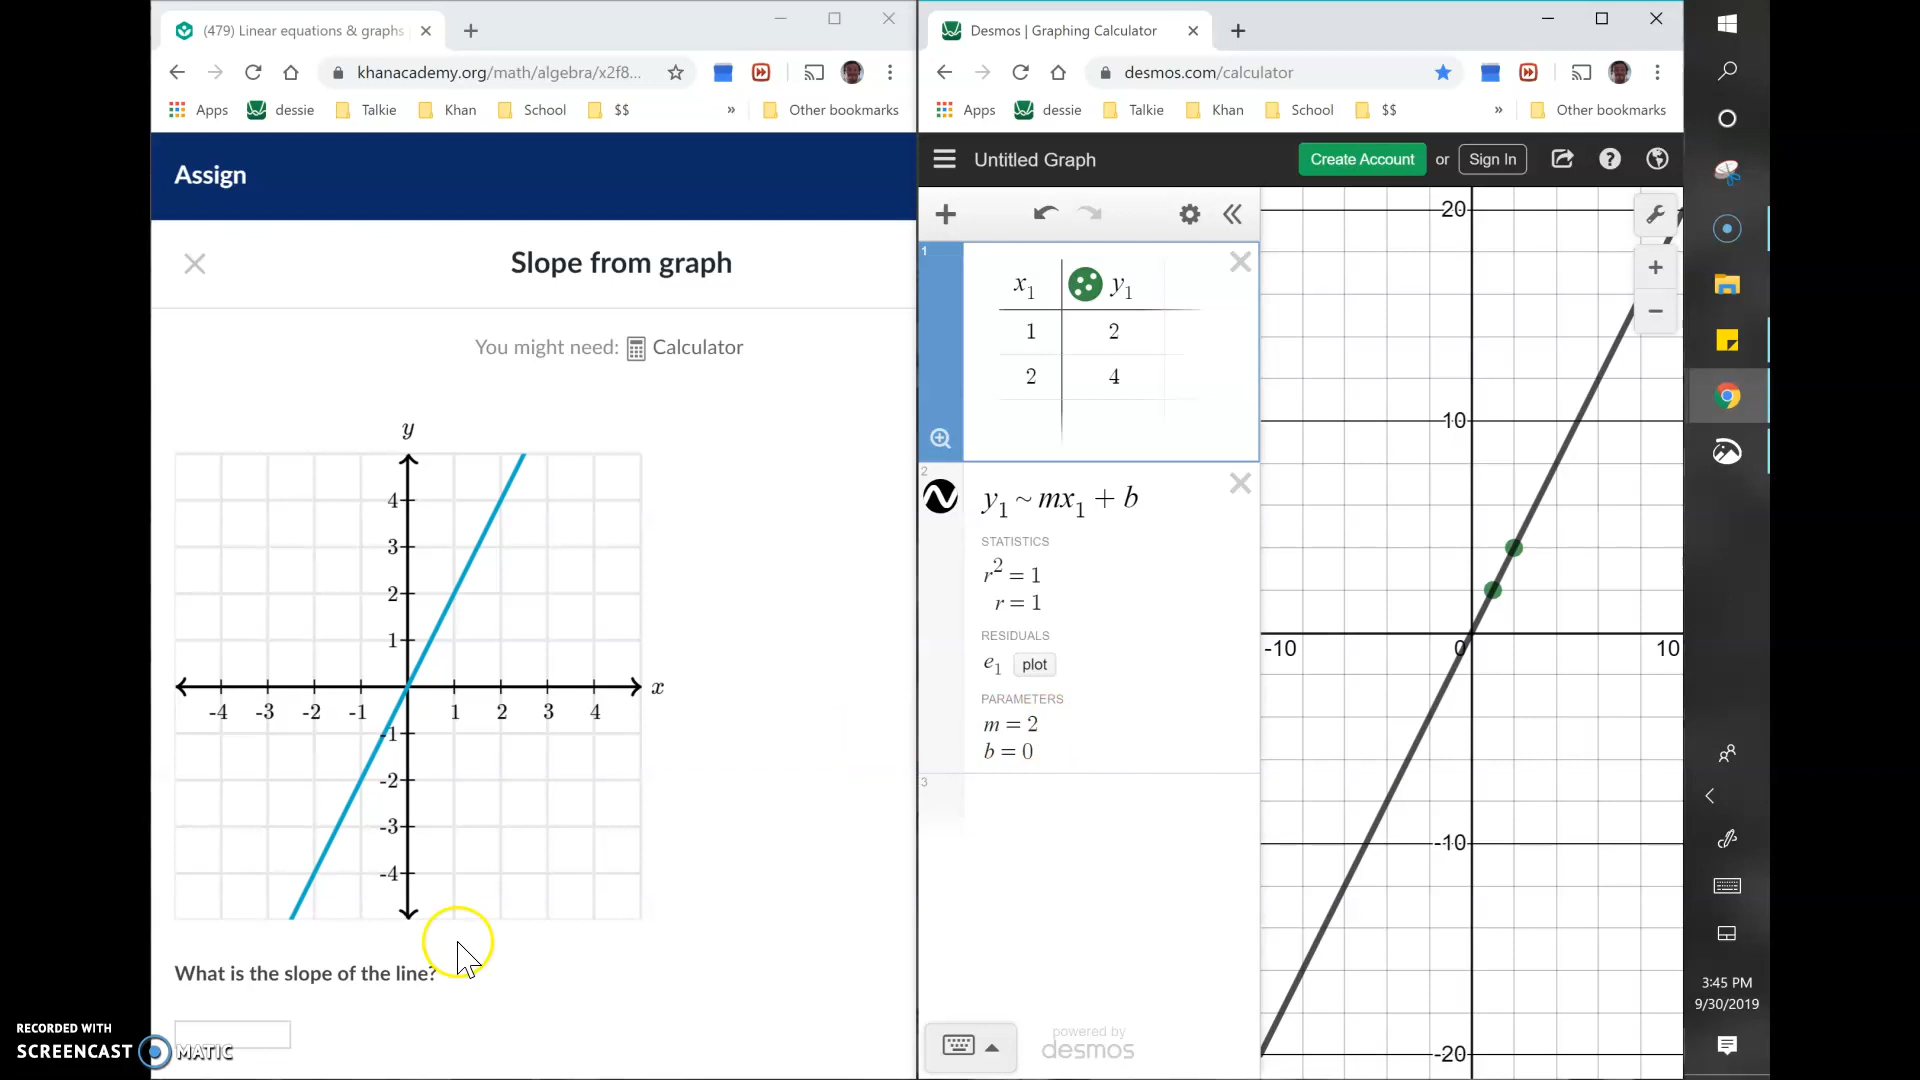 (479) Linear equations & graphs
khanacademy.org/math/algebra/x2f8...
Apps dessie Talkie Khan School $$ » Other bookmarks
Assign
Slope from graph
You might need: Calculator
y
4
3
2
1
-4 -3 -2 -1 1 2 3 4 x
-1
-2
-3
-4
What is the slope of the line?
RECORDED WITH
SCREENCAST MATIC
Desmos | Graphing Calculator
desmos.com/calculator
Apps dessie Talkie Khan School $$ » Other bookmarks
Untitled Graph Create Account or Sign In
1
x₁ y₁
1 2
2 4
2
y₁ ~ mx₁ + b
STATISTICS
r² = 1
r = 1
RESIDUALS
e₁ plot
PARAMETERS
m = 2
b = 0
3
powered by
desmos
20
10
-10 0 10
-10
-20
3:45 PM
9/30/2019